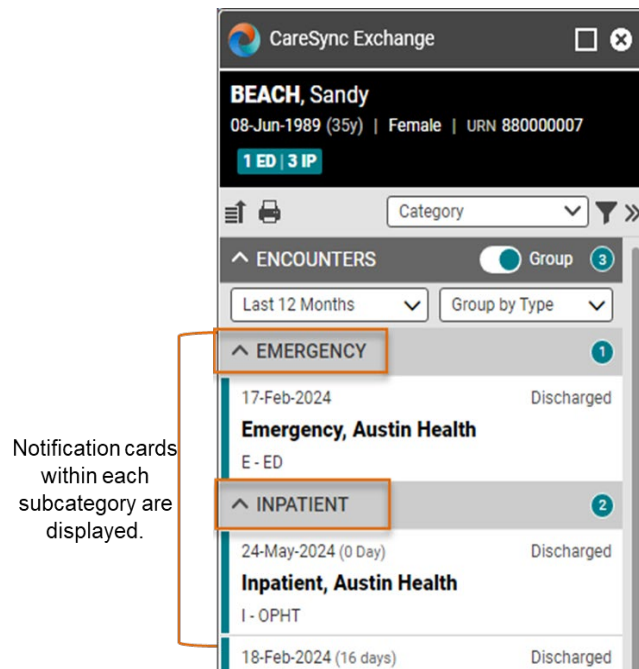 CareSync Exchange
BEACH, Sandy
08-Jun-1989 (35y) | Female | URN 880000007
1 ED | 3 IP
Category
ENCOUNTERS Group 3
Last 12 Months Group by Type
EMERGENCY 1
17-Feb-2024 Discharged
Emergency, Austin Health
E - ED
INPATIENT 2
24-May-2024 (0 Day) Discharged
Inpatient, Austin Health
I - OPHT
18-Feb-2024 (16 days) Discharged
Notification cards
within each
subcategory are
displayed.